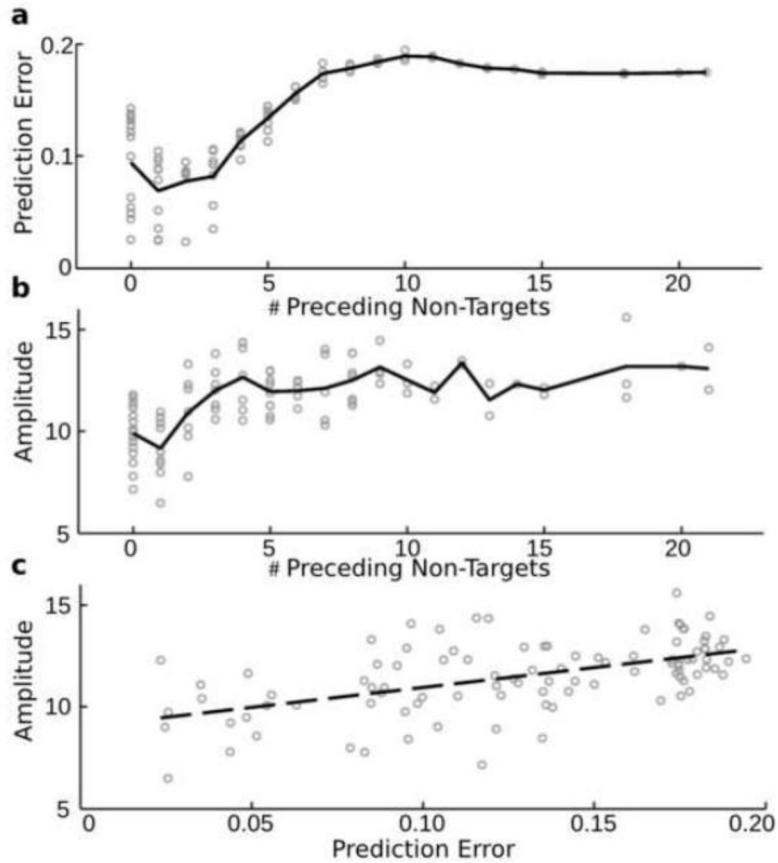 a
0.2
0.1
0
Prediction Error
0 5 10 15 20
# Preceding Non-Targets
b
15
10
5
Amplitude
0 5 10 15 20
# Preceding Non-Targets
c
15
10
5
Amplitude
0 0.05 0.10 0.15 0.20
Prediction Error